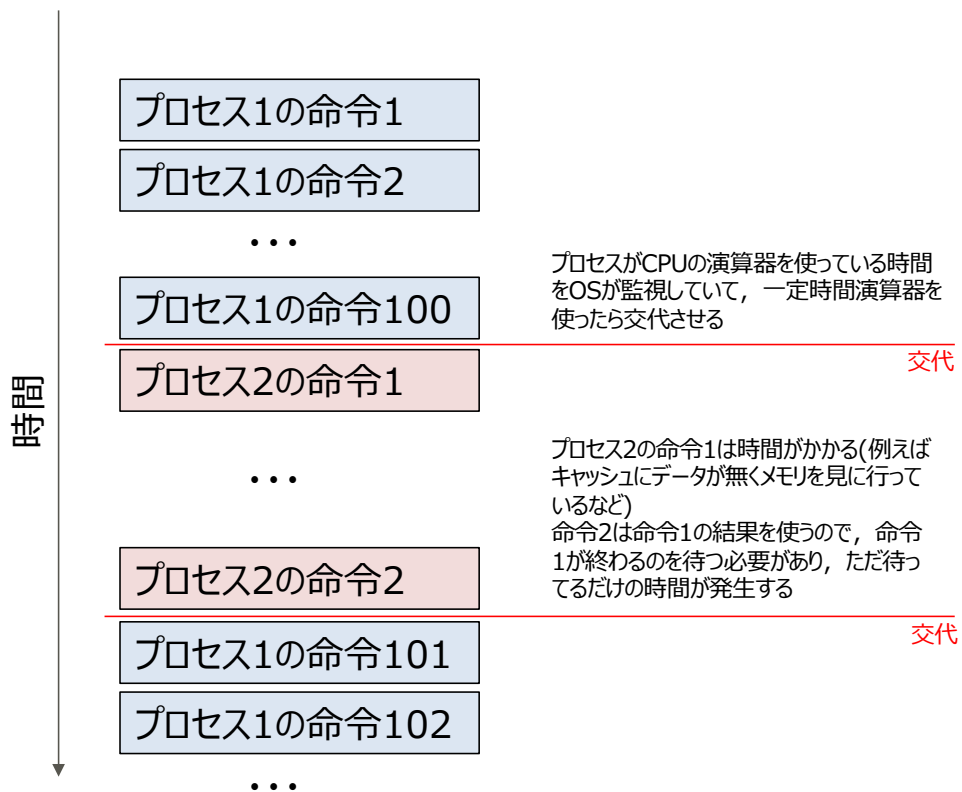 プロセス1の命令1
プロセス1の命令2
・・・
プロセス1の命令100
プロセスがCPUの演算器を使っている時間
をOSが監視していて，一定時間演算器を
使ったら交代させる
交代
プロセス2の命令1
時間
・・・
プロセス2の命令1は時間がかかる(例えば
キャッシュにデータが無くメモリを見に行って
いるなど)
命令2は命令1の結果を使うので，命令
1が終わるのを待つ必要があり，ただ待っ
てるだけの時間が発生する
プロセス2の命令2
交代
プロセス1の命令101
プロセス1の命令102
・・・